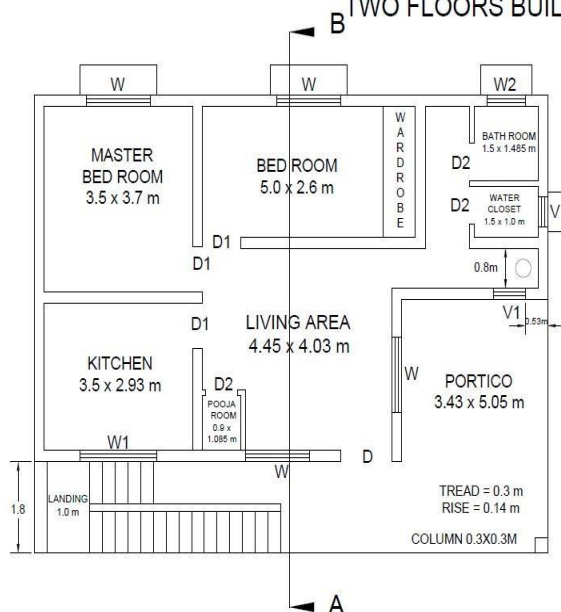 B
TWO FLOORS BUIL
W
W
W2
MASTER
BED ROOM
3.5 x 3.7 m
BED ROOM
5.0 x 2.6 m
WARDROBE
BATH ROOM
1.5 x 1.485 m
D2
WATER
CLOSET
1.5 x 1.0 m
D2
V
D1
D1
0.8m
V1
0.53m
D1
LIVING AREA
4.45 x 4.03 m
KITCHEN
3.5 x 2.93 m
D2
POOJA
ROOM
0.9 x
1.085 m
W
PORTICO
3.43 x 5.05 m
W1
W
D
1.8
LANDING
1.0 m
TREAD = 0.3 m
RISE = 0.14 m
COLUMN 0.3X0.3M
A